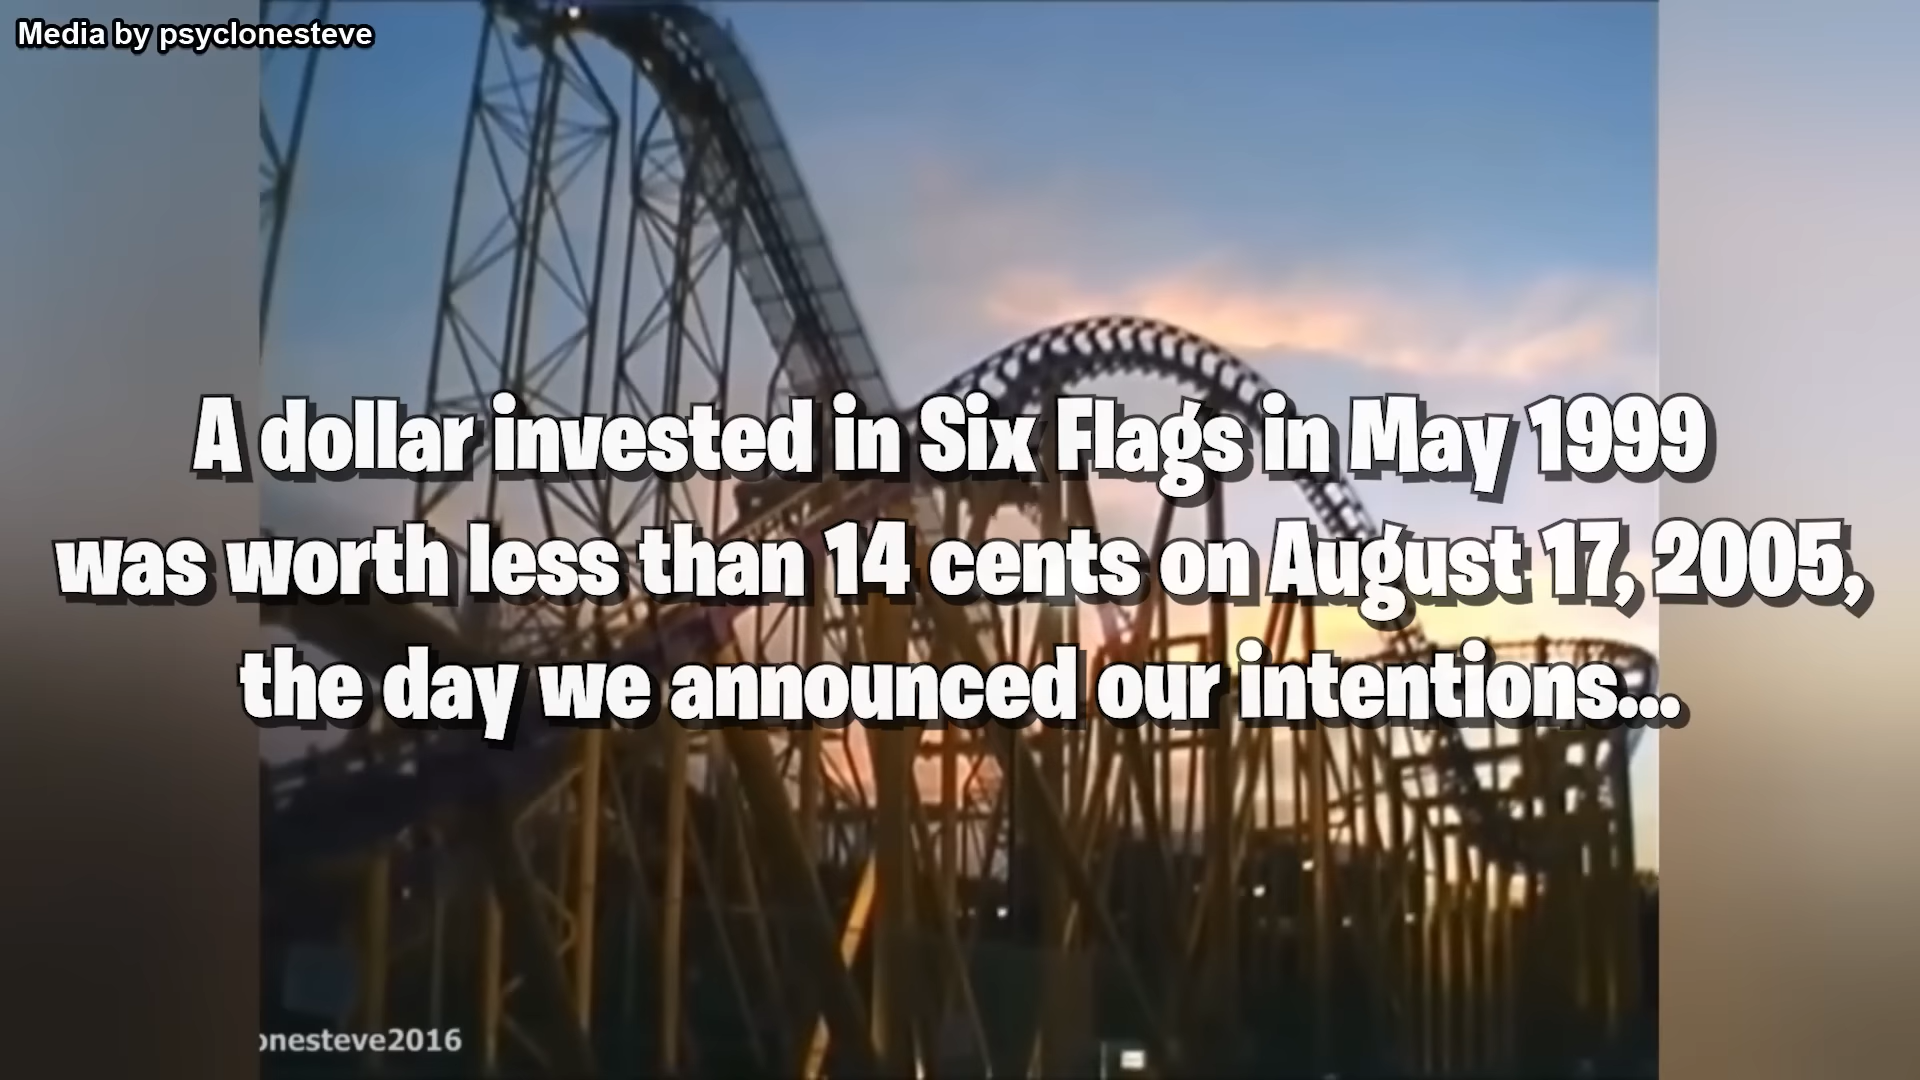 Media by psyclonesteve
A dollar invested in Six Flags in May 1999
was worth less than 14 cents on August 17, 2005,
the day we announced our intentions...
onesteve2016